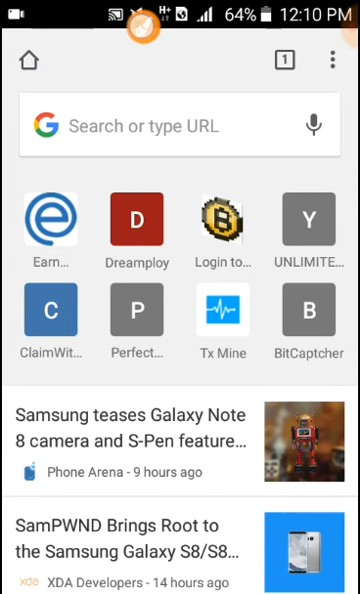 H+ 64% 12:10 PM
1
G Search or type URL
e D B Y
Earn... Dreamploy Login to... UNLIMITE...
C P B
ClaimWit... Perfect... Tx Mine BitCaptcher
Samsung teases Galaxy Note
8 camera and S-Pen feature...
Phone Arena - 9 hours ago
SamPWND Brings Root to
the Samsung Galaxy S8/S8...
xda XDA Developers - 14 hours ago